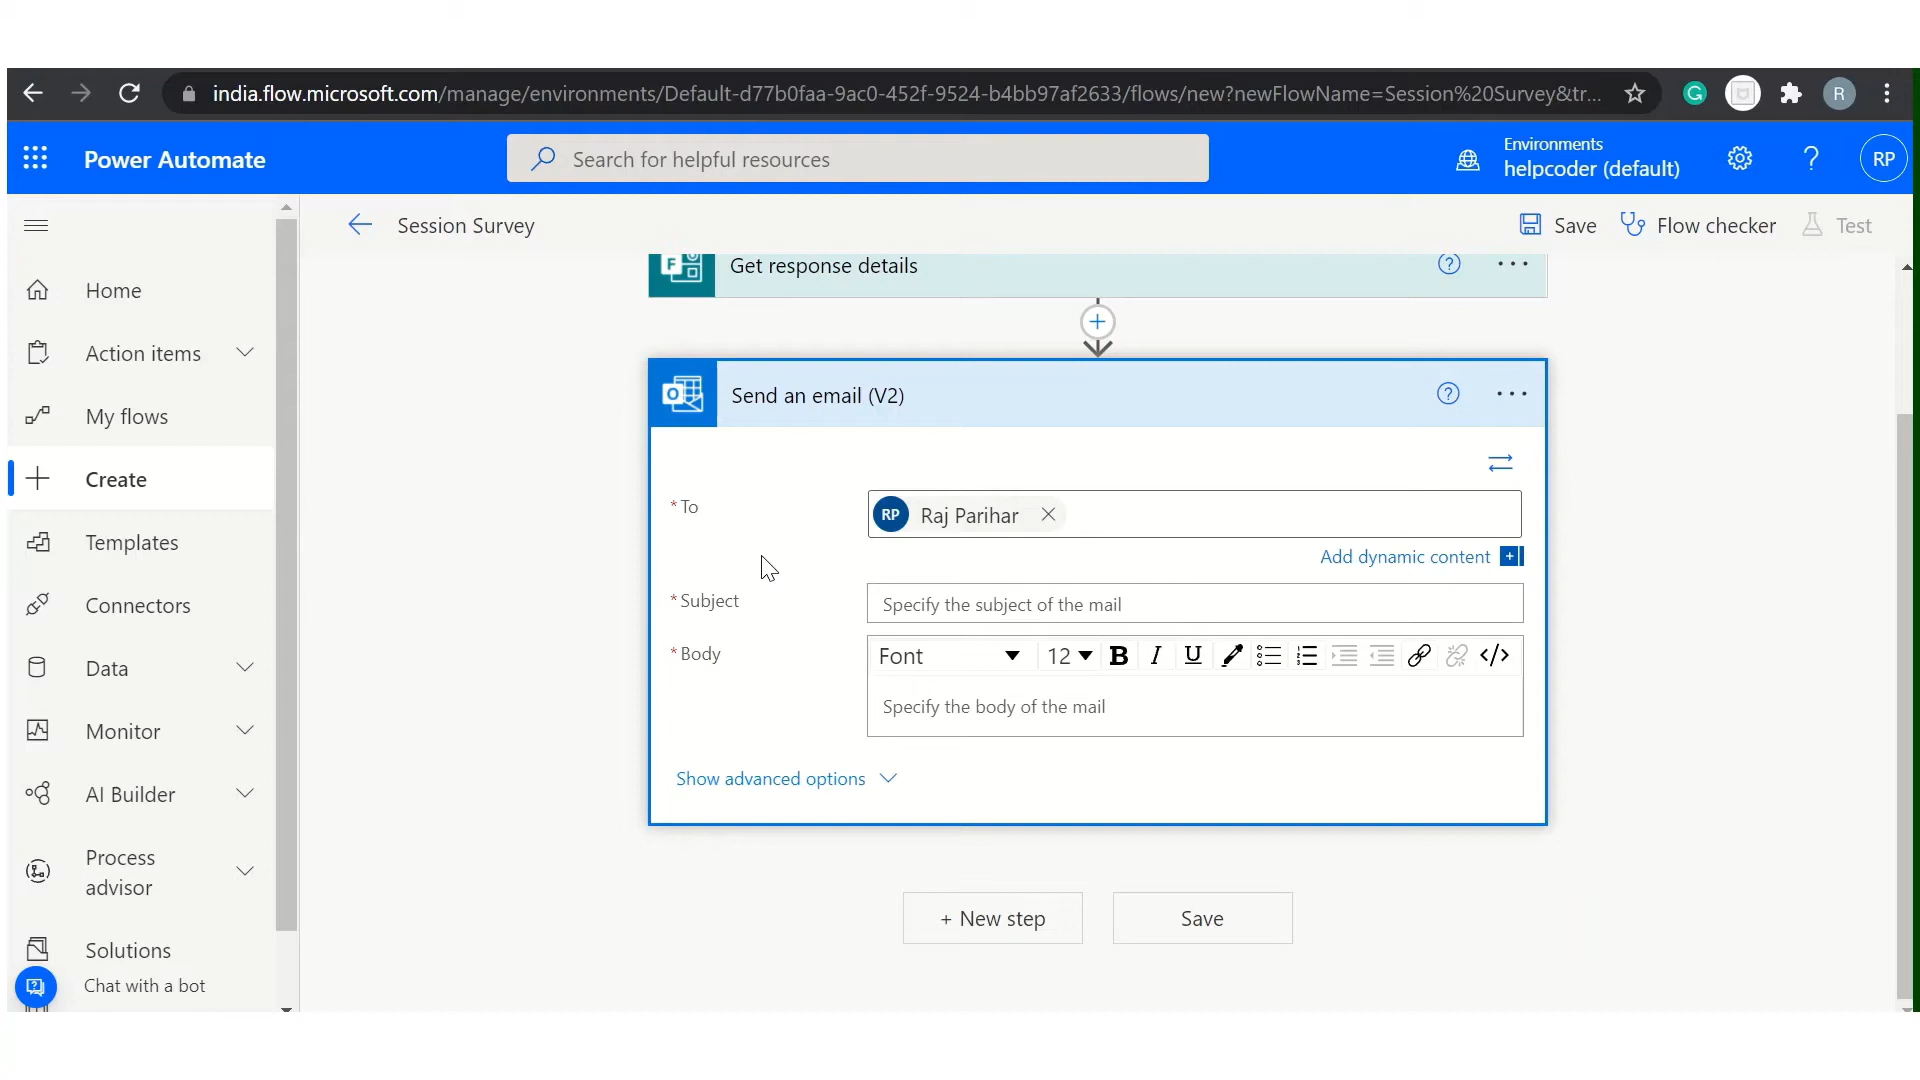 india.flow.microsoft.com/manage/environments/Default-d77b0faa-9ac0-452f-9524-b4bb97af2633/flows/new?newFlowName=Session%20Survey&tr...
R
Power Automate
Search for helpful resources
Environments
helpcoder (default)
RP
Session Survey
Save
Flow checker
Test
Home
Action items
My flows
Create
Templates
Connectors
Data
Monitor
AI Builder
Process advisor
Solutions
Chat with a bot
Get response details
Send an email (V2)
*To
RP Raj Parihar
Add dynamic content
*Subject
Specify the subject of the mail
*Body
Font 12 B I U </>
Specify the body of the mail
Show advanced options
+ New step
Save